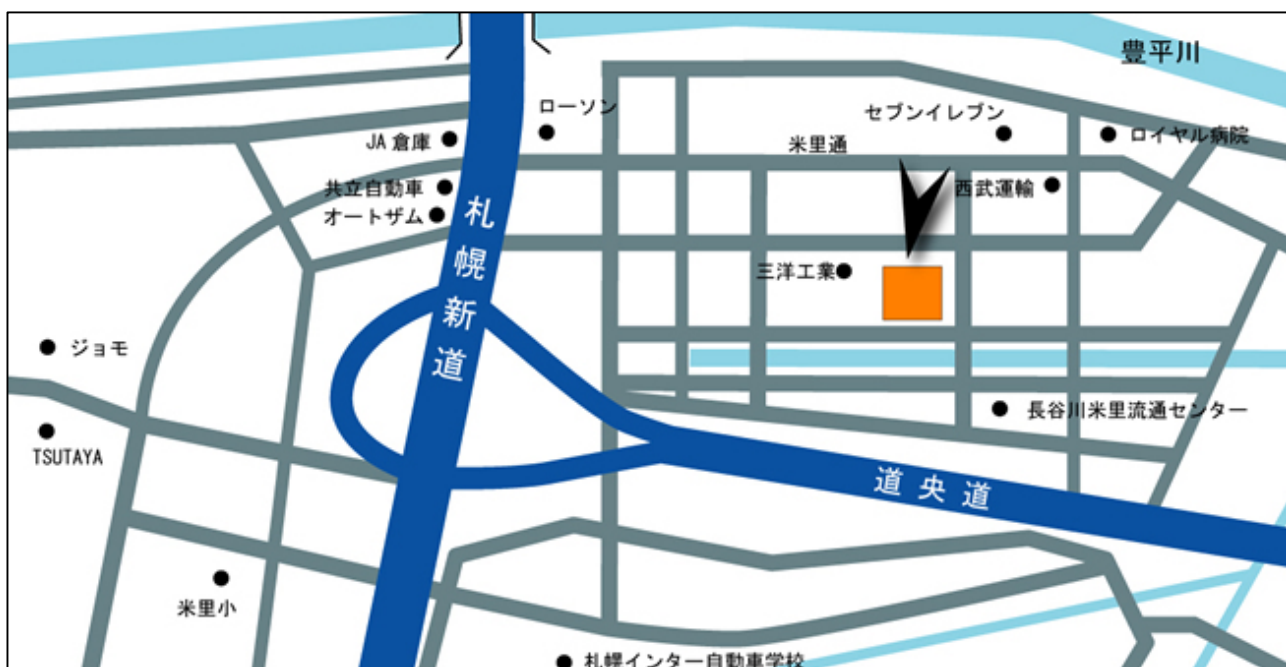 豊平川
ローソン
セブンイレブン
JA倉庫
米里通
ロイヤル病院
共立自動車
西武運輸
オートザム
札幌新道
三洋工業
ジョモ
長谷川米里流通センター
TSUTAYA
道央道
米里小
札幌インター自動車学校